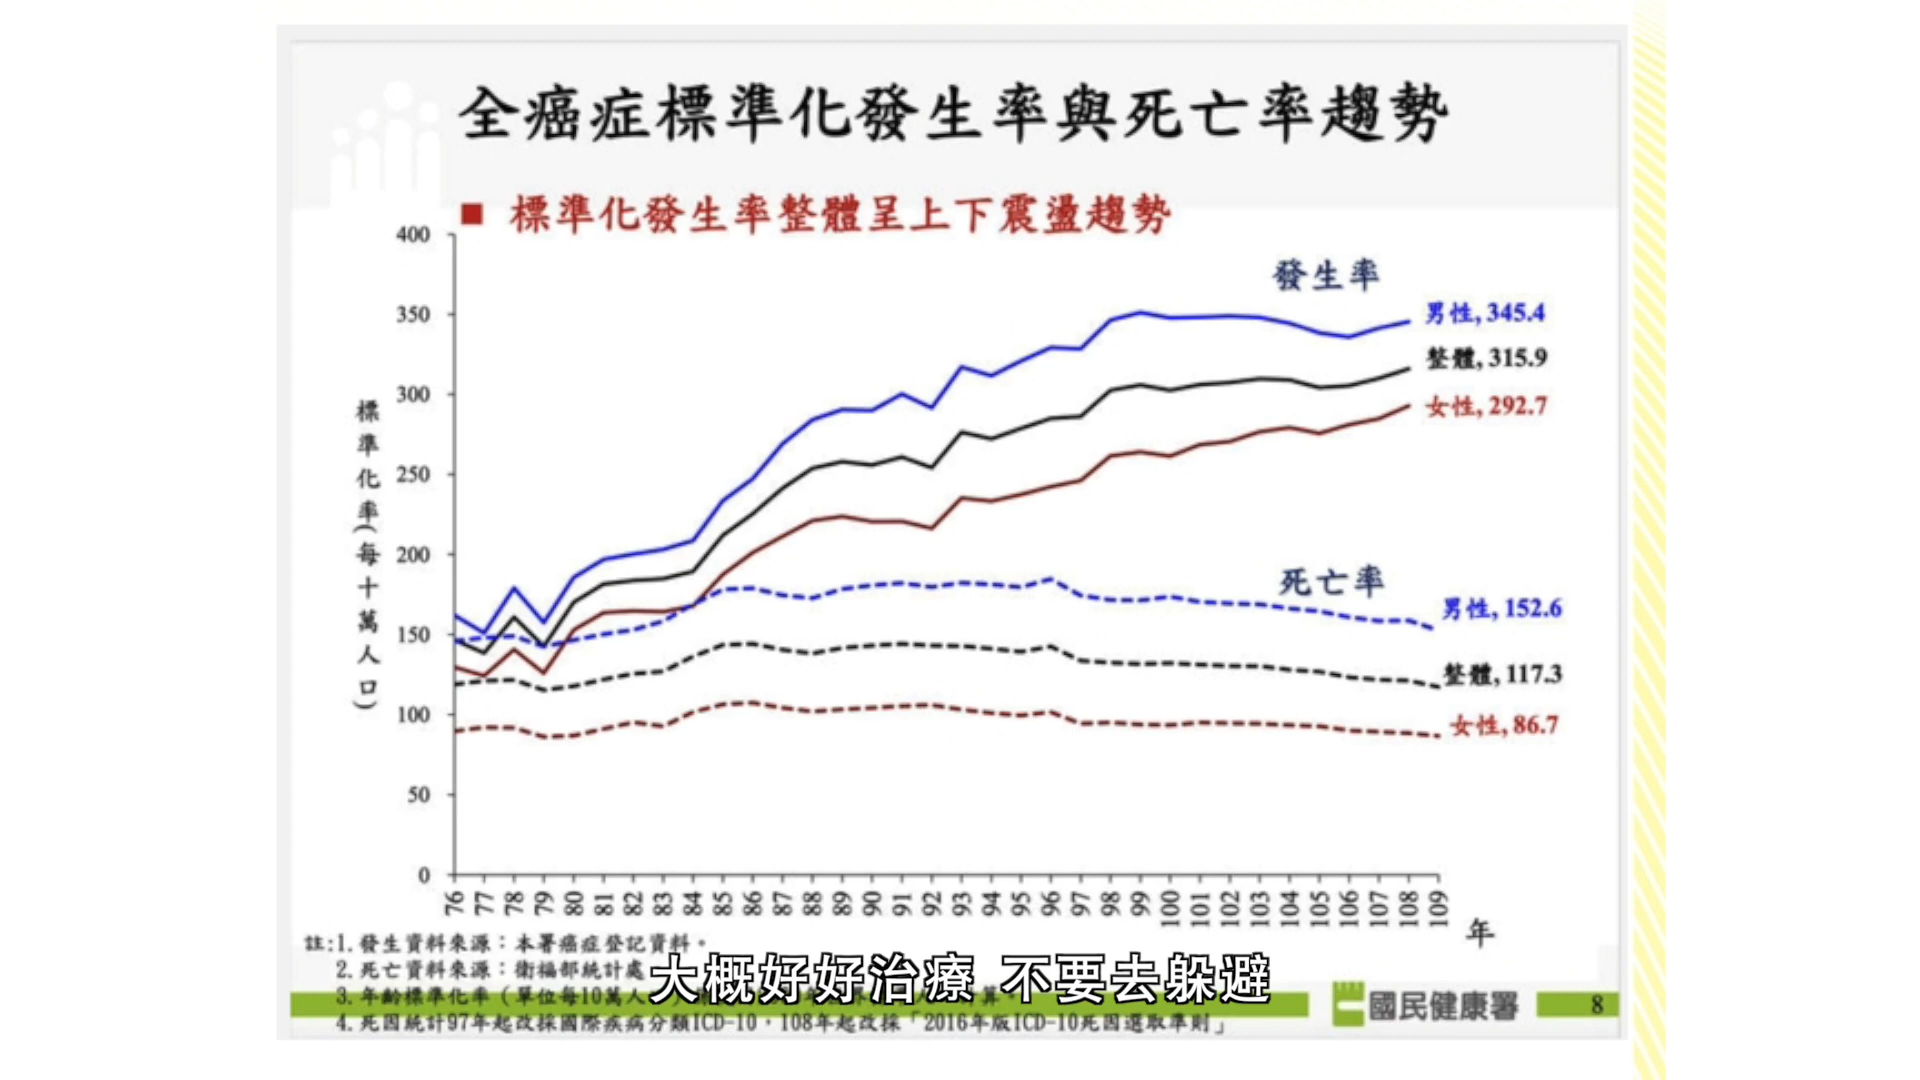 全癌症標準化發生率與死亡率趨勢
■ 標準化發生率整體呈上下震盪趨勢
標準化率(每十萬人口)
400
350
300
250
200
150
100
50
0
發生率
男性, 345.4
整體, 315.9
女性, 292.7
死亡率
男性, 152.6
整體, 117.3
女性, 86.7
76 77 78 79 80 81 82 83 84 85 86 87 88 89 90 91 92 93 94 95 96 97 98 99 100 101 102 103 104 105 106 107 108 109
年
註:1. 發生資料來源：本署癌症登記資料。
2. 死亡資料來源：衛福部統計處
3. 年齡標準化率（單位每10萬人
4. 死因統計97年起改採國際疾病分類ICD-10，108年起改採「2016年版ICD-10死因選取準則」
大概好好治療 不要去躲避
國民健康署
8